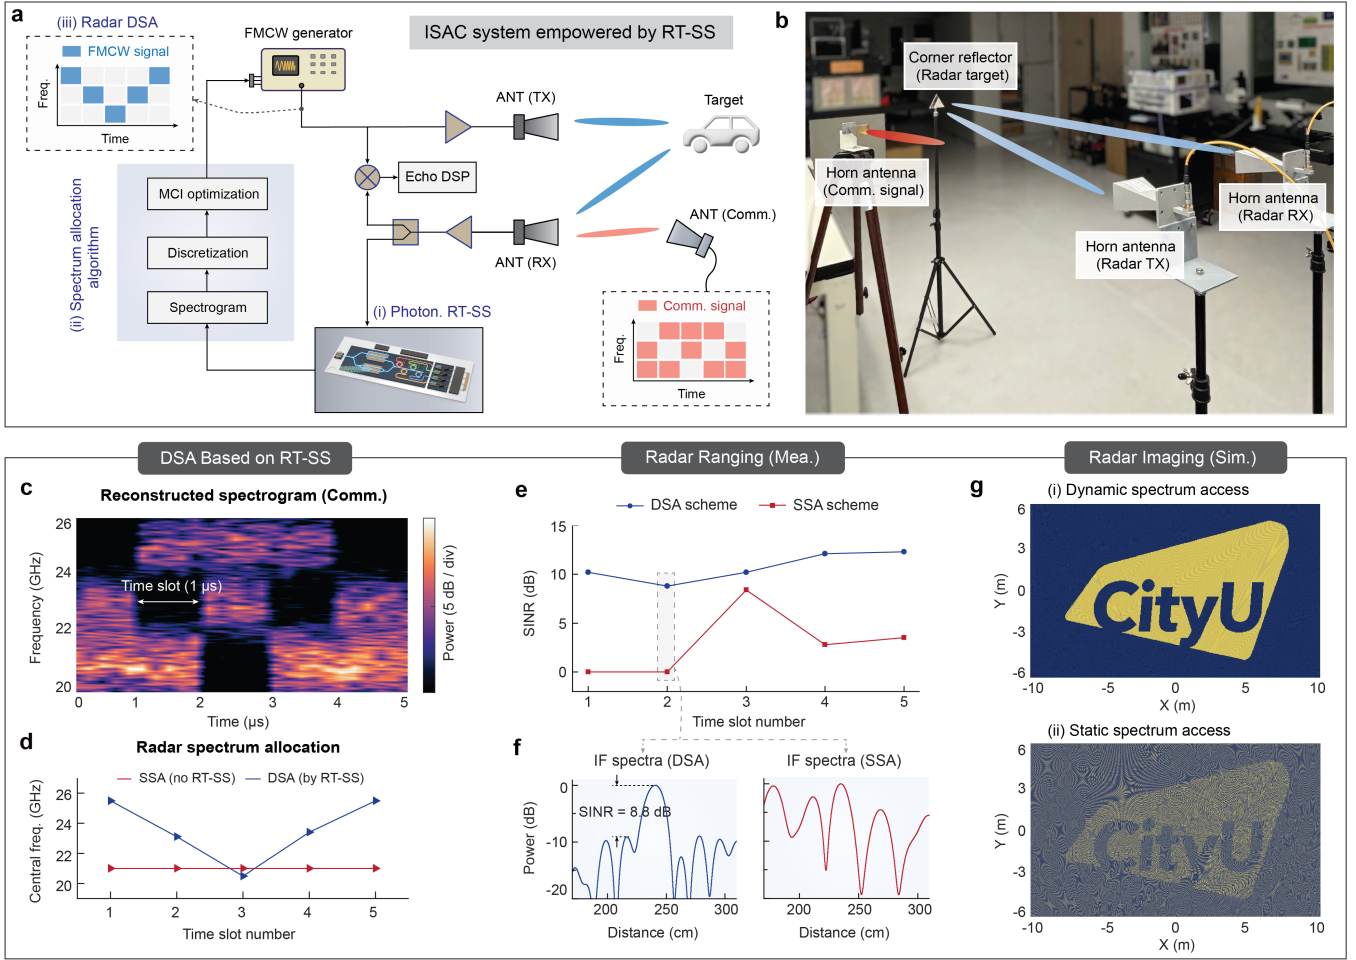 a
(iii) Radar DSA
FMCW signal
Freq.
Time
FMCW generator
ISAC system empowered by RT-SS
ANT (TX)
Target
Echo DSP
ANT (RX)
ANT (Comm.)
(ii) Spectrum allocation
algorithm
MCI optimization
Discretization
Spectrogram
(i) Photon. RT-SS
Comm. signal
Freq.
Time
b
Corner reflector
(Radar target)
Horn antenna
(Comm. signal)
Horn antenna
(Radar RX)
Horn antenna
(Radar TX)
DSA Based on RT-SS
Radar Ranging (Mea.)
Radar Imaging (Sim.)
c
Reconstructed spectrogram (Comm.)
Frequency (GHz)
26
24
22
20
Time slot (1 µs)
0 1 2 3 4 5
Time (µs)
Power (5 dB / div)
d
Radar spectrum allocation
SSA (no RT-SS) DSA (by RT-SS)
Central freq. (GHz)
26
24
22
20
1 2 3 4 5
Time slot number
e
DSA scheme SSA scheme
SINR (dB)
15
10
5
0
1 2 3 4 5
Time slot number
f
IF spectra (DSA)
IF spectra (SSA)
Power (dB)
0
-10
-20
SINR = 8.8 dB
200 300
Distance (cm)
200 300
Distance (cm)
g
(i) Dynamic spectrum access
Y (m)
6
3
0
-3
-6
CityU
-10 -5 0 5 10
X (m)
(ii) Static spectrum access
Y (m)
6
3
0
-3
-6
CityU
-10 -5 0 5 10
X (m)